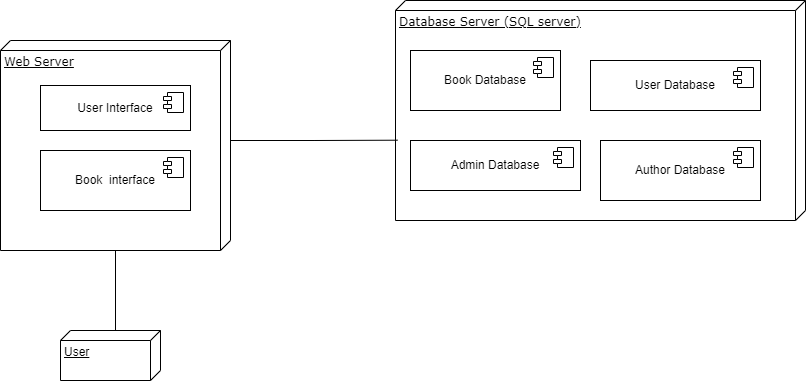 Database Server (SQL server)
Web Server
Book Database
User Database
User Interface
Admin Database
Author Database
Book interface
User